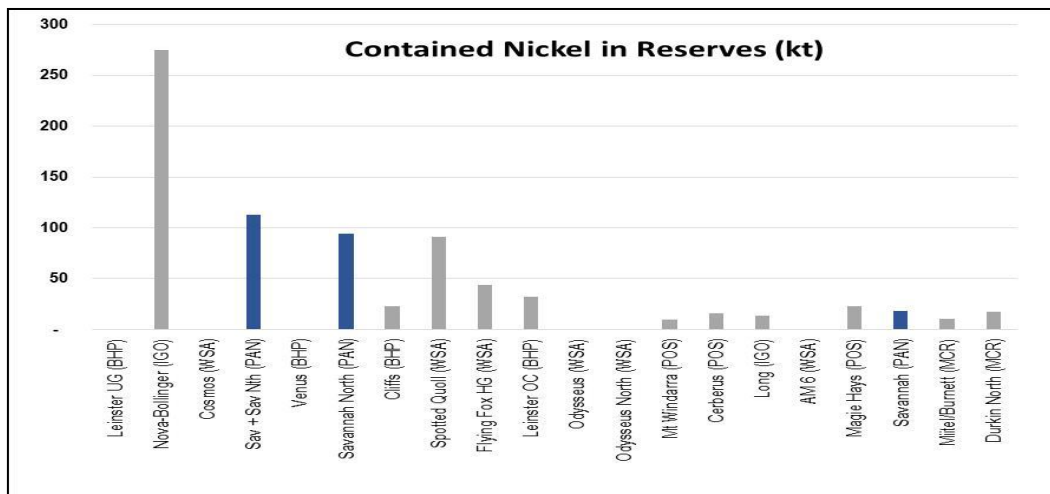 Contained Nickel in Reserves (kt)
300
250
200
150
100
50
-
Leinster UG (BHP)
Nova-Bollinger (IGO)
Cosmos (WSA)
Sav + Sav Nth (PAN)
Venus (BHP)
Savannah North (PAN)
Cliffs (BHP)
Spotted Quoll (WSA)
Flying Fox HG (WSA)
Leinster OC (BHP)
Odysseus (WSA)
Odysseus North (WSA)
Mt Windarra (POS)
Cerberus (POS)
Long (IGO)
AM 6 (WSA)
Magie Hays (POS)
Savannah (PAN)
Miitel/Burnett (MCR)
Durkin North (MCR)